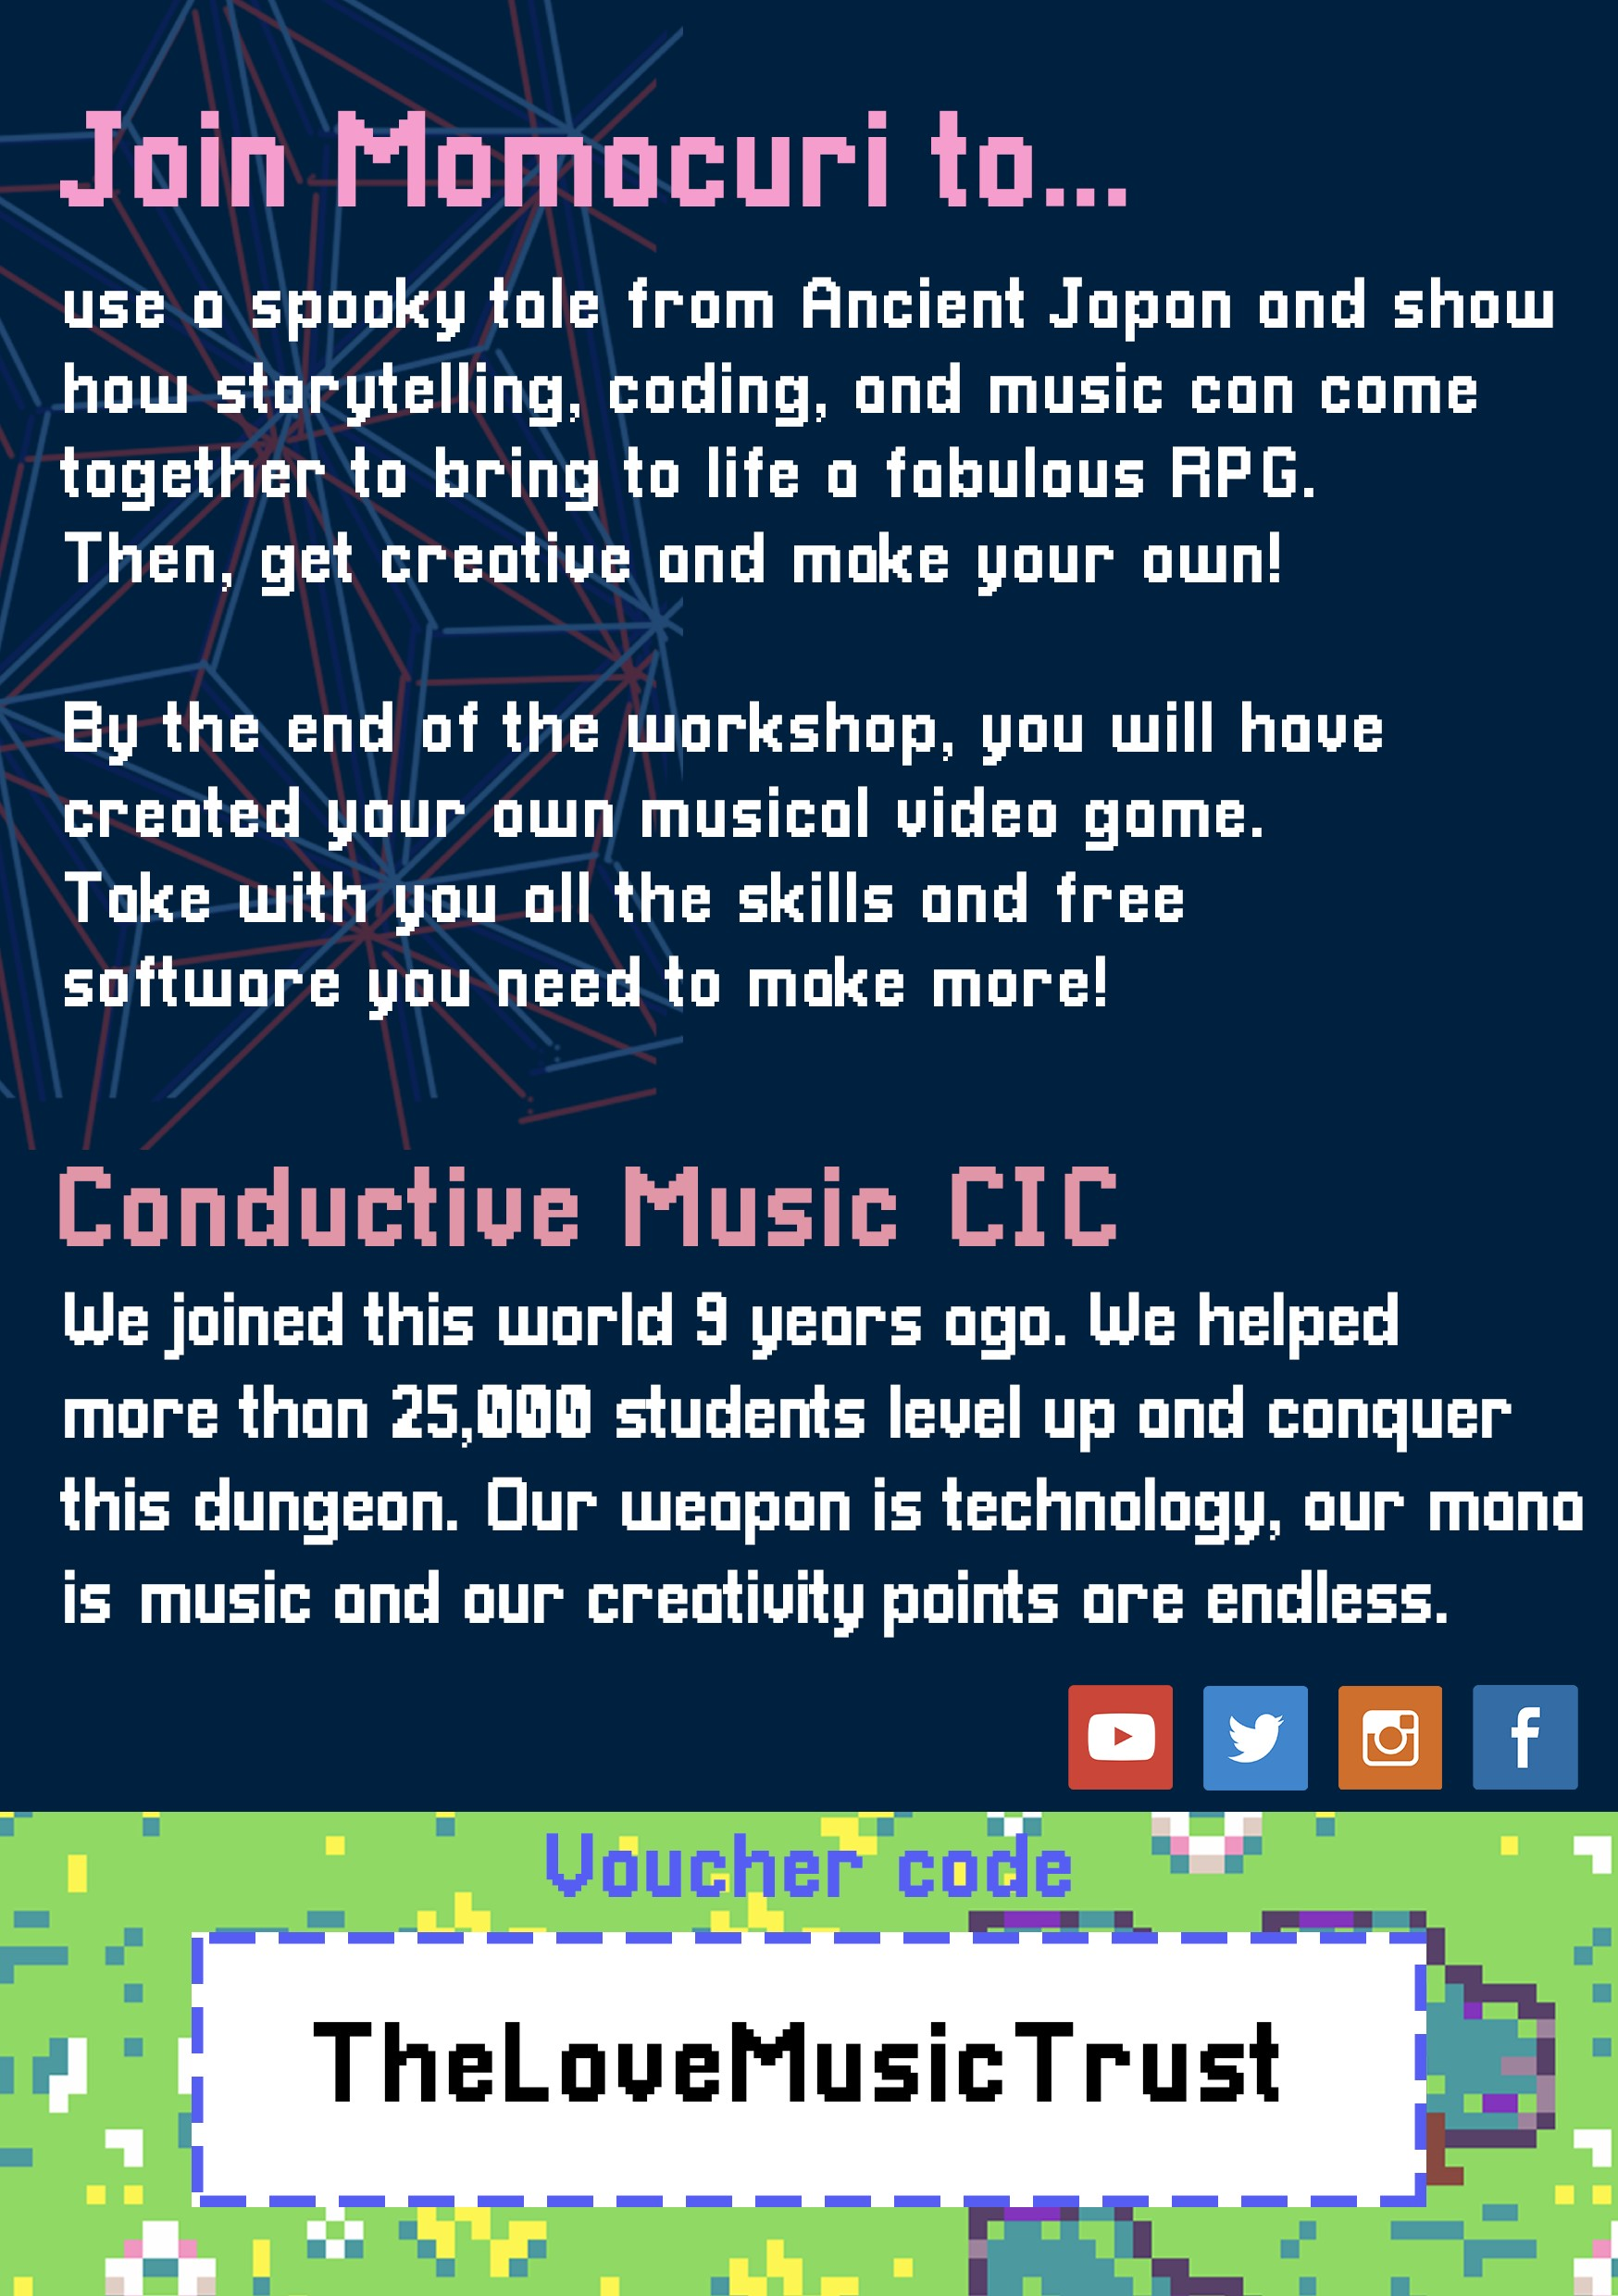 Join Momocuri to...
use a spooky tale from Ancient Japan and show
how storytelling, coding, and music can come
together to bring to life a fabulous RPG.
Then, get creative and make your own!
By the end of the workshop, you will have
created your own musical video game.
Take with you all the skills and free
software you need to make more!
Conductive Music CIC
We joined this world 9 years ago. We helped
more than 25,000 students level up and conquer
this dungeon. Our weapon is technology, our mana
is music and our creativity points are endless.
Voucher code
TheLoveMusicTrust